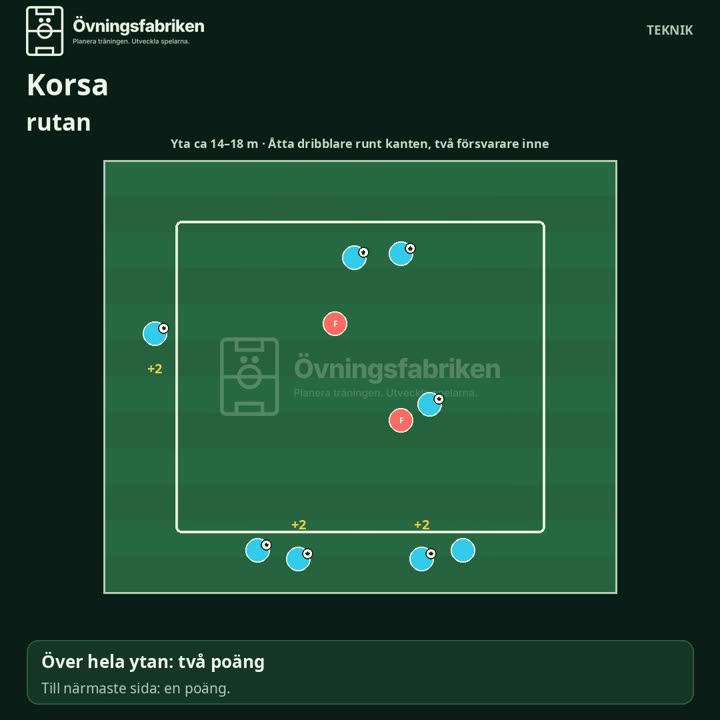 Övningsfabriken
Planera träningen. Utveckla spelarna.
TEKNIK
Korsa
rutan
Yta ca 14–18 m · Åtta dribblare runt kanten, två försvarare inne
F
+2
Övningsfabriken
Planera träningen. Utveckla spelarna.
F
+2 +2
Över hela ytan: två poäng
Till närmaste sida: en poäng.